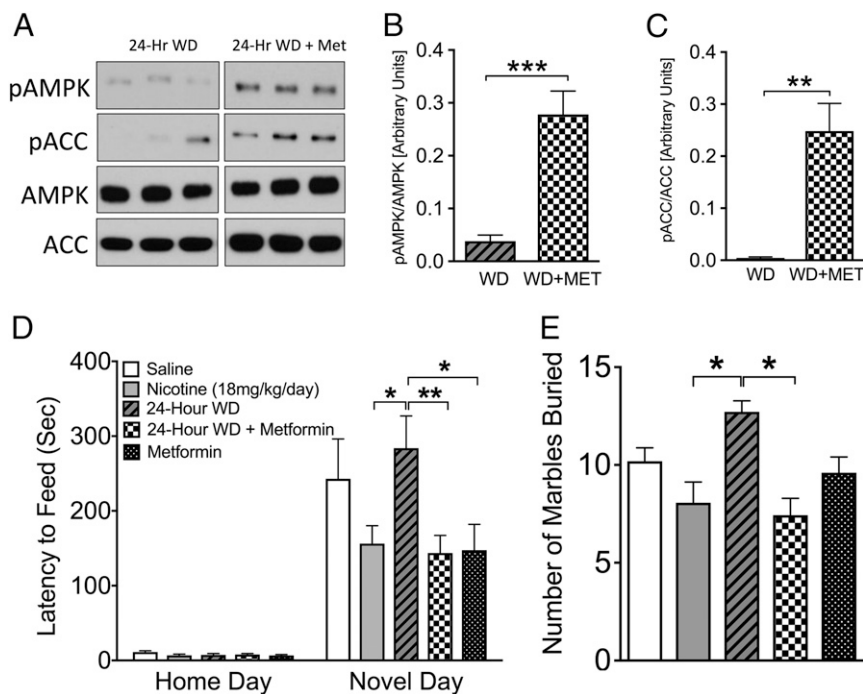 A
24-Hr WD
24-Hr WD + Met
pAMPK
pACC
AMPK
ACC
B
pAMPK/AMPK [Arbitrary Units]
0.4
0.3
0.2
0.1
0.0
***
WD
WD+MET
C
pACC/ACC [Arbitrary Units]
0.4
0.3
0.2
0.1
0.0
**
WD
WD+MET
D
Latency to Feed (Sec)
400
300
200
100
0
Saline
Nicotine (18mg/kg/day)
24-Hour WD
24-Hour WD + Metformin
Metformin
*
*
**
Home Day
Novel Day
E
Number of Marbles Buried
15
10
5
0
*
*